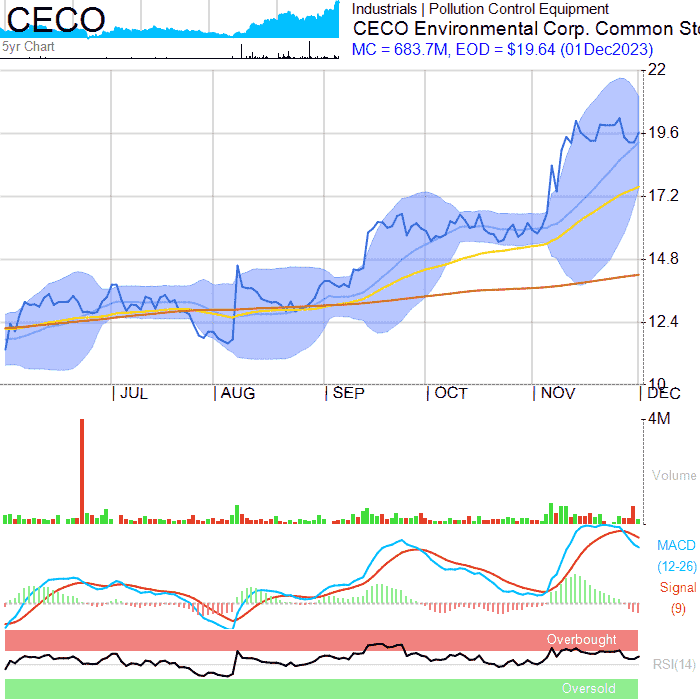 CECO
5yr Chart
Industrials | Pollution Control Equipment
CECO Environmental Corp. Common Sto
MC = 683.7M, EOD = $19.64 (01Dec2023)
22
19.6
17.2
14.8
12.4
10
JUL AUG SEP OCT NOV DEC
4M
Volume
MACD
(12-26)
Signal
(9)
Overbought
RSI(14)
Oversold